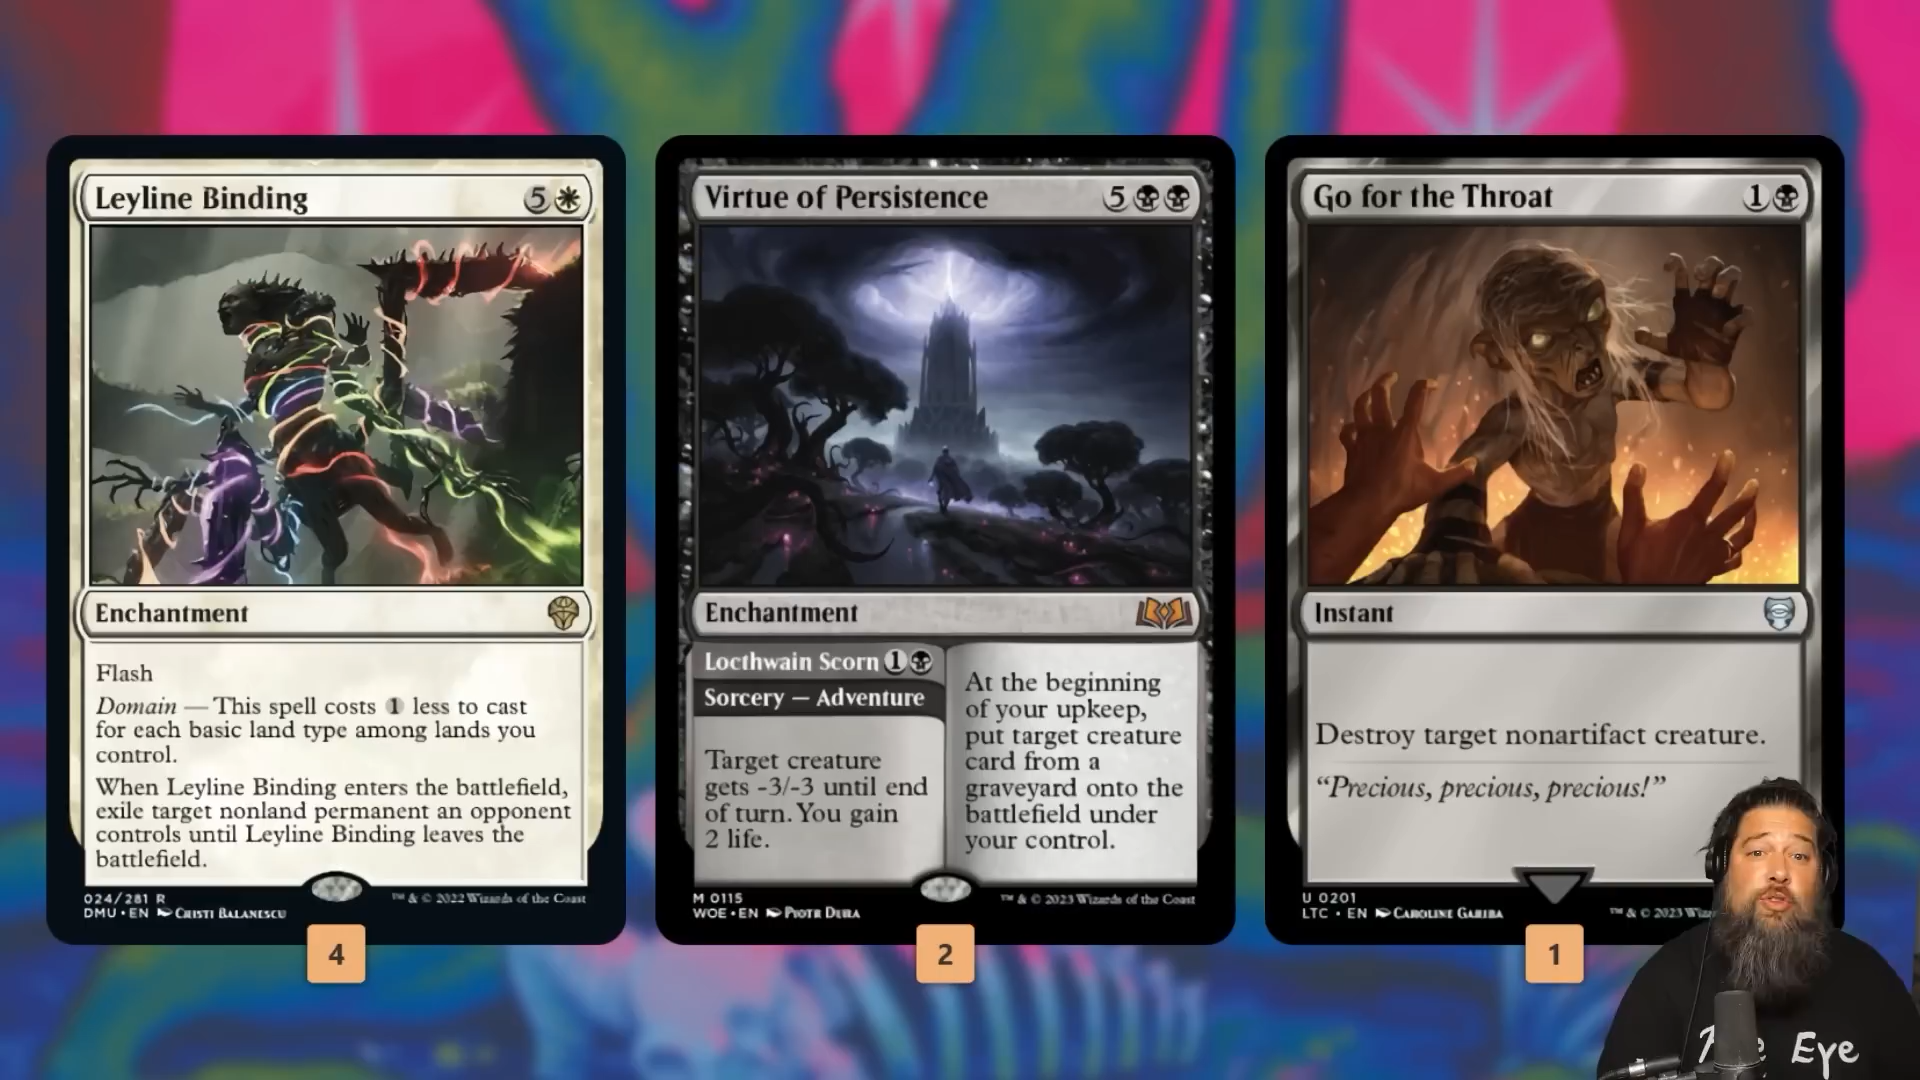 Leyline Binding 5
Enchantment
Flash
Domain — This spell costs 1 less to cast
for each basic land type among lands you
control.
When Leyline Binding enters the battlefield,
exile target nonland permanent an opponent
controls until Leyline Binding leaves the
battlefield.
024/281 R
DMU • EN CRISTI BALANESCU
™ & © 2022 Wizards of the Coast
4
Virtue of Persistence 5
Enchantment
Locthwain Scorn 1
Sorcery — Adventure
Target creature
gets -3/-3 until end
of turn. You gain
2 life.
At the beginning
of your upkeep,
put target creature
card from a
graveyard onto the
battlefield under
your control.
M 0115
WOE • EN PIOTR DURA
™ & © 2023 Wizards of the Coast
2
Go for the Throat 1
Instant
Destroy target nonartifact creature.
“Precious, precious, precious!”
U 0201
LTC • EN CAROLINE GARIBA
™ & © 2023 Wiz
1
Eye